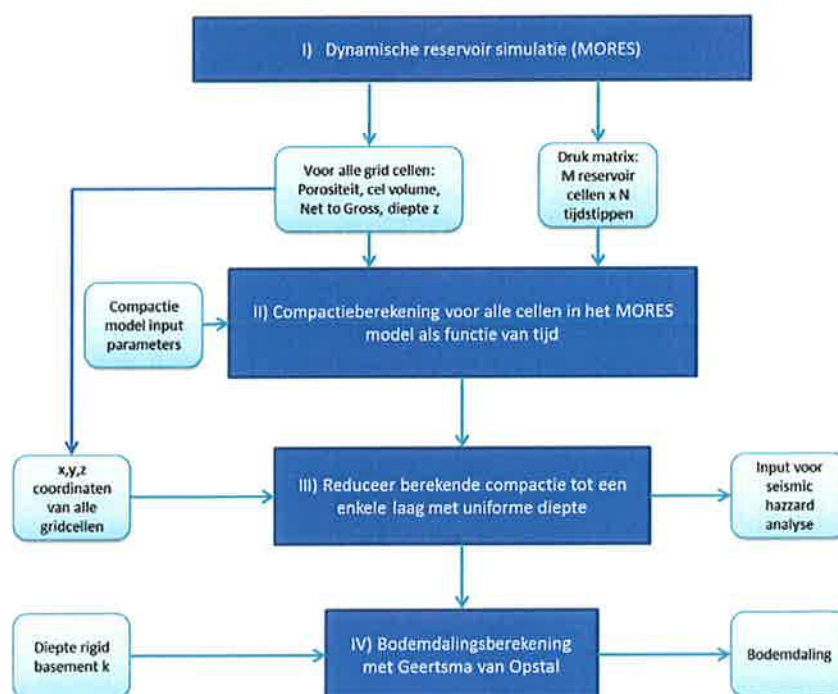 I) Dynamische reservoir simulatie (MORES)
Voor alle grid cellen:
Porositeit, cel volume,
Net to Gross, diepte z
Druk matrix:
M reservoir
cellen x N
tijdstippen
Compactie
model input
parameters
II) Compactieberekening voor alle cellen in het MORES
model als functie van tijd
x,y,z
coordinaten
van alle
gridcellen
III) Reduceer berekende compactie tot een
enkele laag met uniforme diepte
Input voor
seismic
hazzard
analyse
Diepte rigid
basement k
IV) Bodemdalingsberekening
met Geertsma van Opstal
Bodemdaling